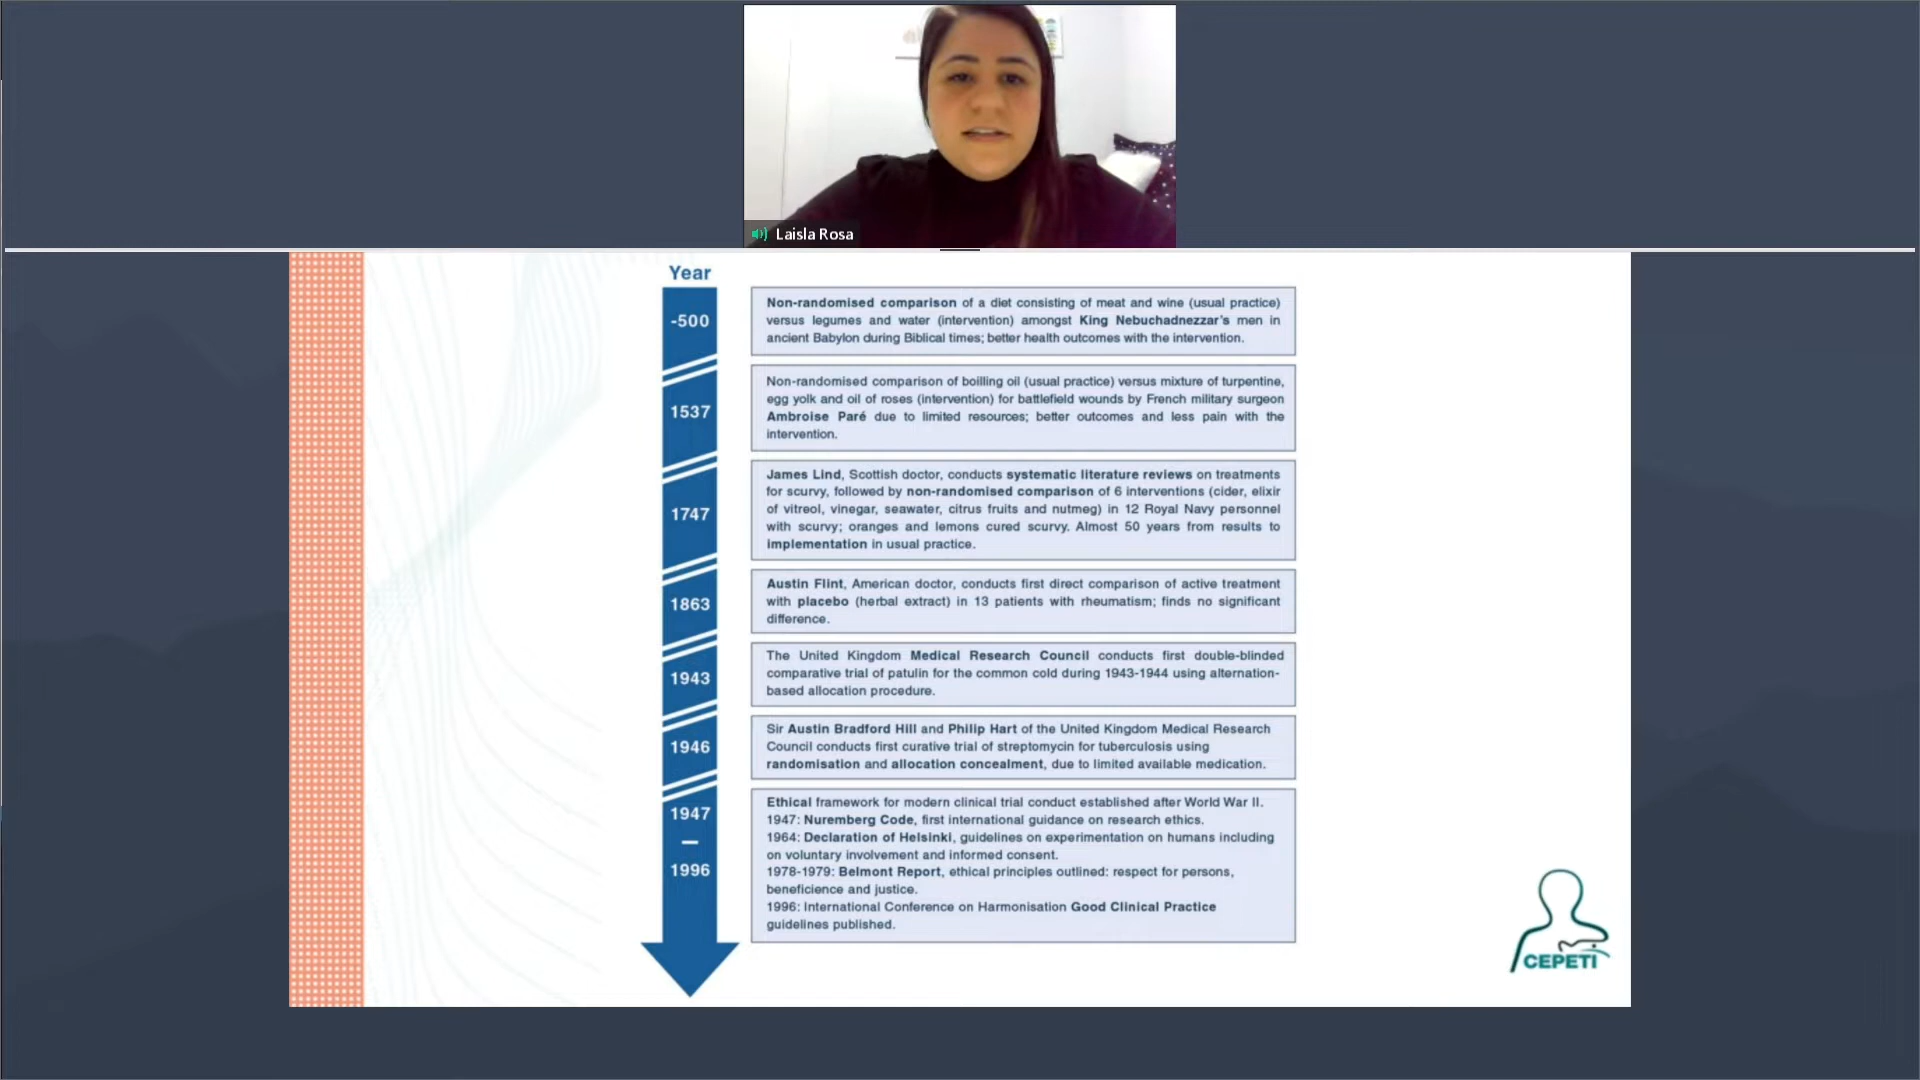 Laisla Rosa
Year
-500
Non-randomised comparison of a diet consisting of meat and wine (usual practice)
versus legumes and water (intervention) amongst King Nebuchadnezzar's men in
ancient Babylon during Biblical times; better health outcomes with the intervention.
1537
Non-randomised comparison of boilling oil (usual practice) versus mixture of turpentine,
egg yolk and oil of roses (intervention) for battlefield wounds by French military surgeon
Ambroise Paré due to limited resources; better outcomes and less pain with the
intervention.
1747
James Lind, Scottish doctor, conducts systematic literature reviews on treatments
for scurvy, followed by non-randomised comparison of 6 interventions (cider, elixir
of vitreol, vinegar, seawater, citrus fruits and nutmeg) in 12 Royal Navy personnel
with scurvy; oranges and lemons cured scurvy. Almost 50 years from results to
implementation in usual practice.
1863
Austin Flint, American doctor, conducts first direct comparison of active treatment
with placebo (herbal extract) in 13 patients with rheumatism; finds no significant
difference.
1943
The United Kingdom Medical Research Council conducts first double-blinded
comparative trial of patulin for the common cold during 1943-1944 using alternation-
based allocation procedure.
1946
Sir Austin Bradford Hill and Philip Hart of the United Kingdom Medical Research
Council conducts first curative trial of streptomycin for tuberculosis using
randomisation and allocation concealment, due to limited available medication.
1947
–
1996
Ethical framework for modern clinical trial conduct established after World War II.
1947: Nuremberg Code, first international guidance on research ethics.
1964: Declaration of Helsinki, guidelines on experimentation on humans including
on voluntary involvement and informed consent.
1978-1979: Belmont Report, ethical principles outlined: respect for persons,
beneficience and justice.
1996: International Conference on Harmonisation Good Clinical Practice
guidelines published.
CEPETI